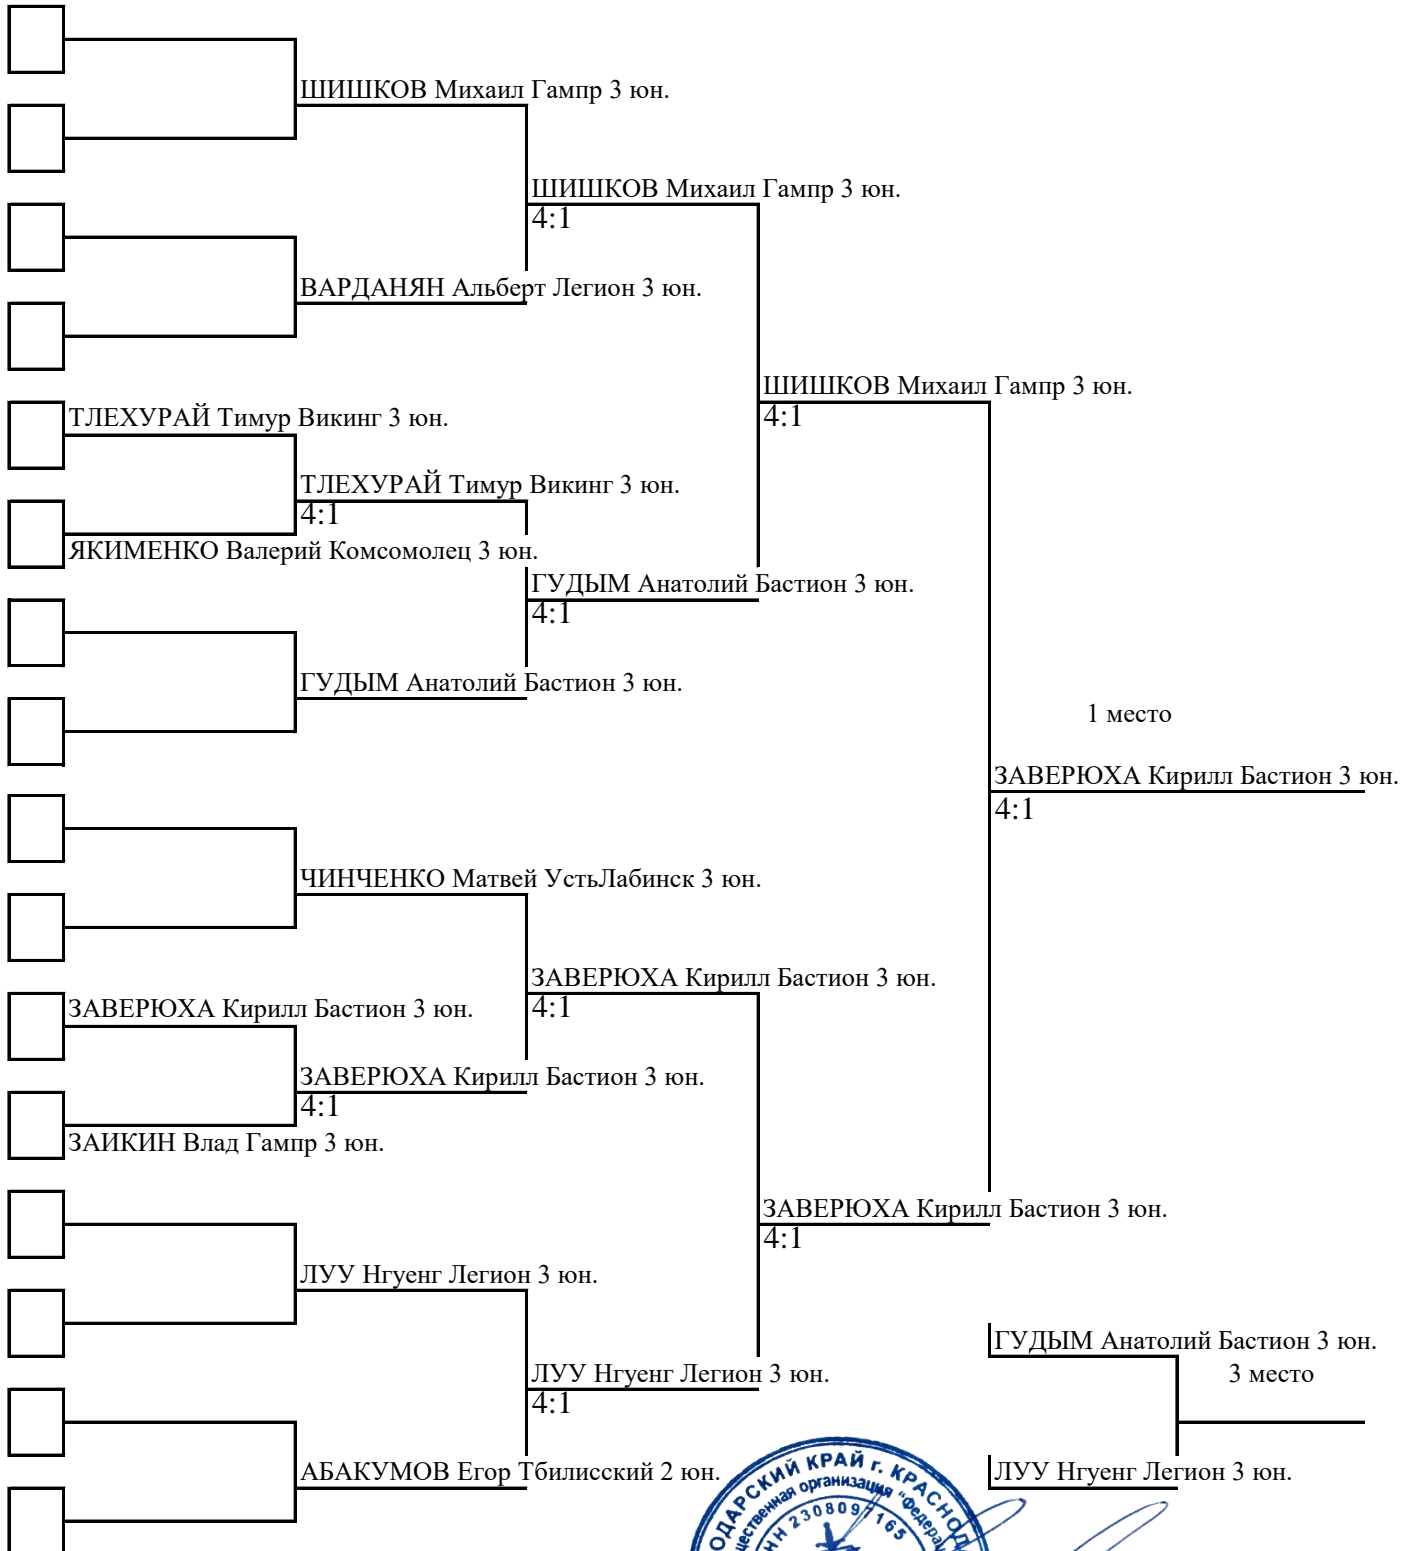 ШИШКОВ Михаил Гампр 3 юн.
ШИШКОВ Михаил Гампр 3 юн.
4:1
ВАРДАНЯН Альберт Легион 3 юн.
ШИШКОВ Михаил Гампр 3 юн.
4:1
ТЛЕХУРАЙ Тимур Викинг 3 юн.
ТЛЕХУРАЙ Тимур Викинг 3 юн.
4:1
ЯКИМЕНКО Валерий Комсомолец 3 юн.
ГУДЫМ Анатолий Бастион 3 юн.
4:1
ГУДЫМ Анатолий Бастион 3 юн.
1 место
ЗАВЕРЮХА Кирилл Бастион 3 юн.
4:1
ЧИНЧЕНКО Матвей УстьЛабинск 3 юн.
ЗАВЕРЮХА Кирилл Бастион 3 юн.
4:1
ЗАВЕРЮХА Кирилл Бастион 3 юн.
ЗАВЕРЮХА Кирилл Бастион 3 юн.
4:1
ЗАИКИН Влад Гампр 3 юн.
ЗАВЕРЮХА Кирилл Бастион 3 юн.
4:1
ЛУУ Нгуенг Легион 3 юн.
ГУДЫМ Анатолий Бастион 3 юн.
3 место
ЛУУ Нгуенг Легион 3 юн.
4:1
АБАКУМОВ Егор Тбилисский 2 юн.
ЛУУ Нгуенг Легион 3 юн.
КРАЙ г.
организация
2308097165